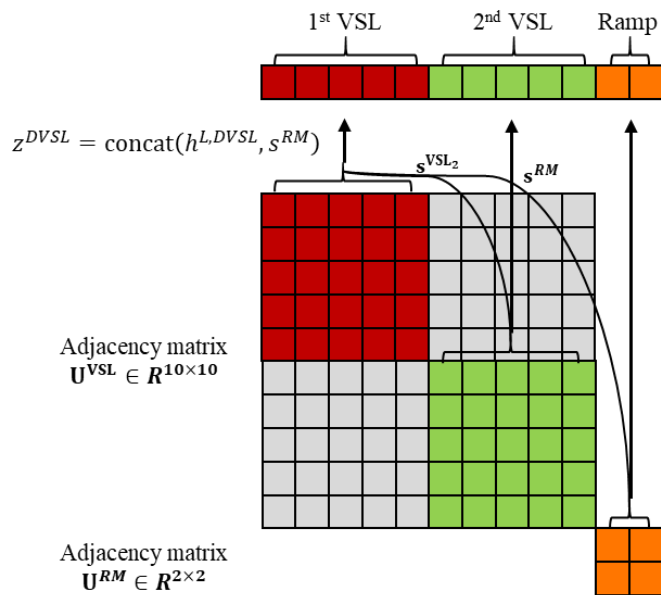 1st VSL 2nd VSL Ramp
z^{DVSL} = concat(h^{L,DVSL}, s^{RM})
s^{VSL_2}
s^{RM}
Adjacency matrix
U^{VSL} ∈ R^{10×10}
Adjacency matrix
U^{RM} ∈ R^{2×2}